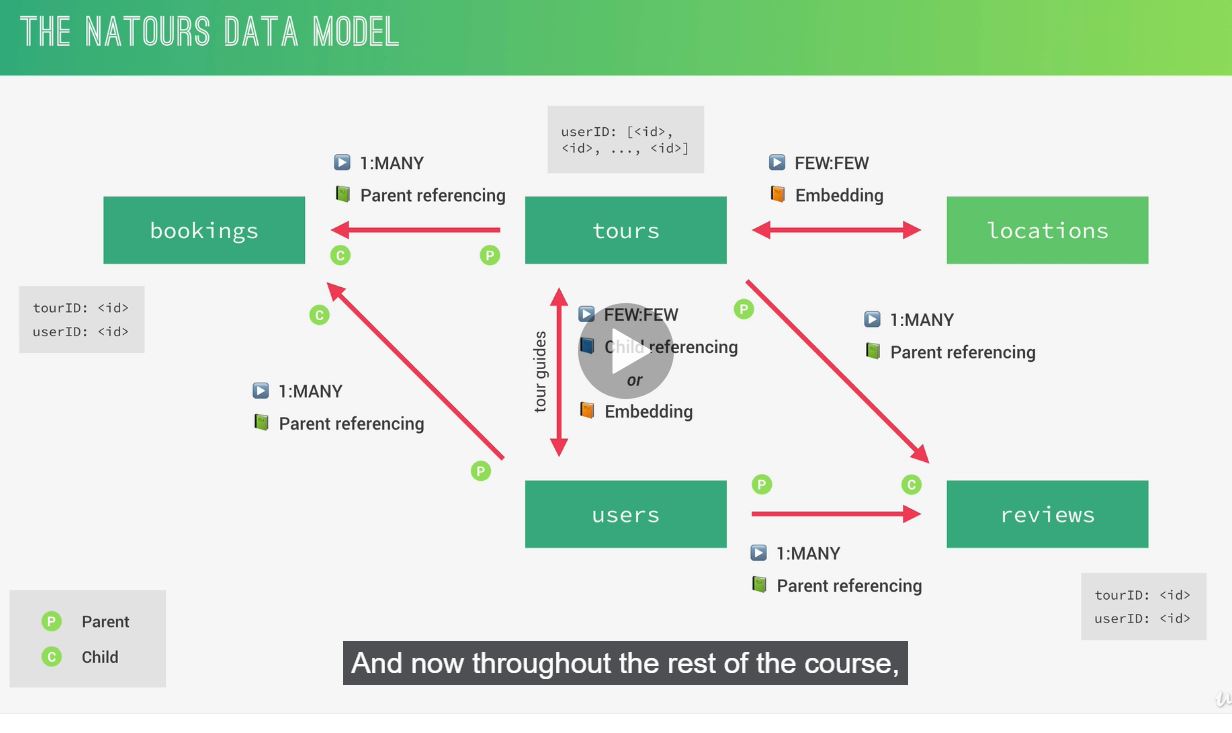 THE NATOURS DATA MODEL
userID: [<id>,
<id>, ..., <id>]
1:MANY
Parent referencing
FEW:FEW
Embedding
bookings
tours
locations
C
P
tourID: <id>
userID: <id>
C
tour guides
FEW:FEW
Child referencing
or
Embedding
P
1:MANY
Parent referencing
1:MANY
Parent referencing
P
users
P
C
reviews
1:MANY
Parent referencing
tourID: <id>
userID: <id>
P Parent
C Child
And now throughout the rest of the course,